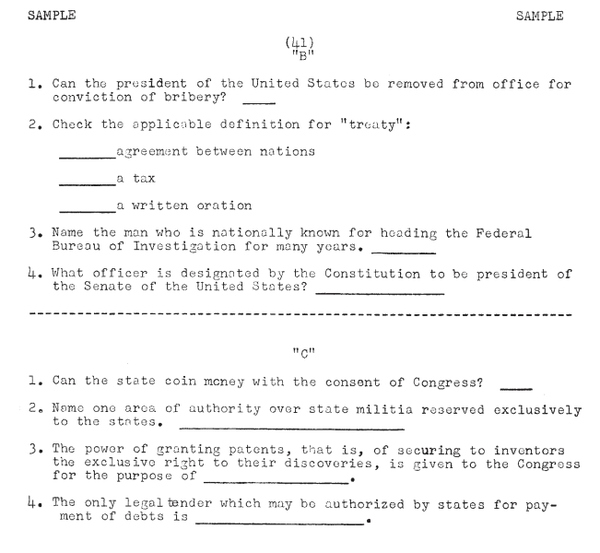 SAMPLE SAMPLE
(41)
"B"
1. Can the president of the United States be removed from office for
conviction of bribery? ____
2. Check the applicable definition for "treaty":
_______agreement between nations
_______a tax
_______a written oration
3. Name the man who is nationally known for heading the Federal
Bureau of Investigation for many years. ________
4. What officer is designated by the Constitution to be president of
the Senate of the United States? ________________
"C"
1. Can the state coin money with the consent of Congress? ____
2. Name one area of authority over state militia reserved exclusively
to the states. ____________________________
3. The power of granting patents, that is, of securing to inventors
the exclusive right to their discoveries, is given to the Congress
for the purpose of __________________.
4. The only legal tender which may be authorized by states for pay-
ment of debts is _____________________.